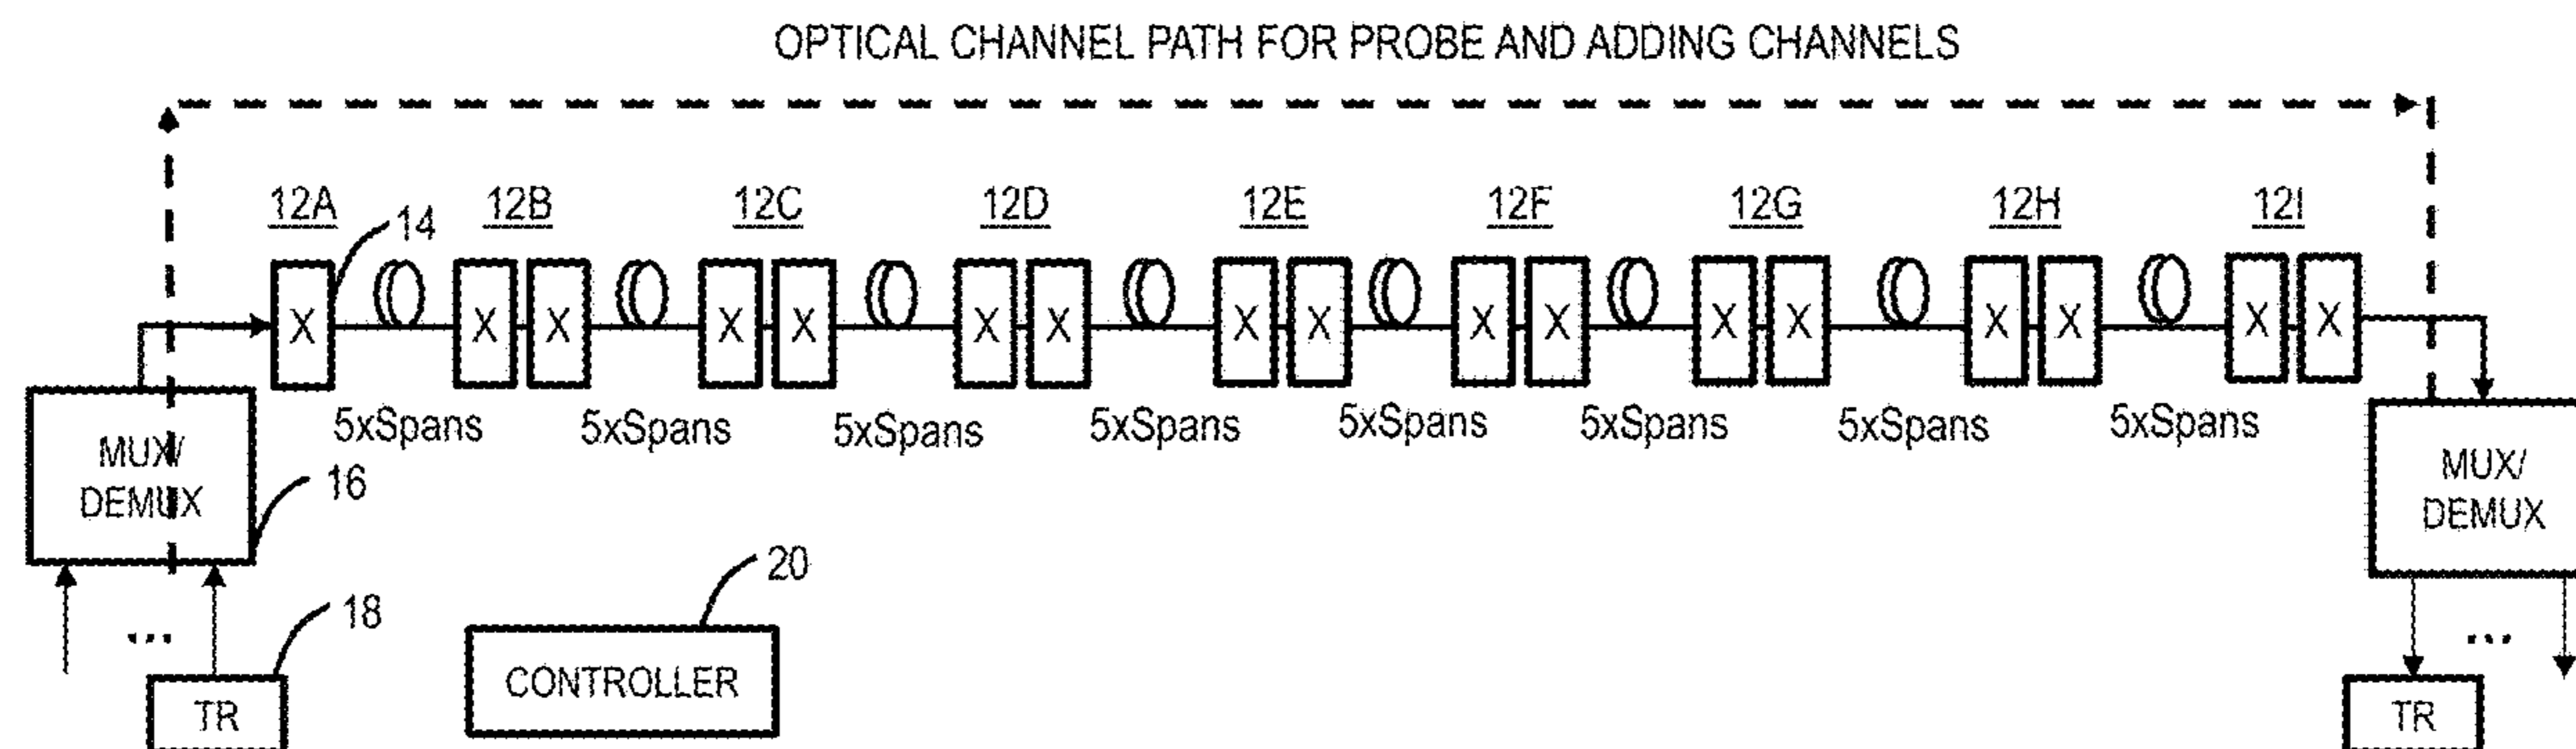 OPTICAL CHANNEL PATH FOR PROBE AND ADDING CHANNELS
12A 14 12B 12C 12D 12E 12F 12G 12H 12I
X X X X X X X X X X X X X X X X X
5xSpans 5xSpans 5xSpans 5xSpans 5xSpans 5xSpans 5xSpans 5xSpans
MUX/
DEMUX
16
MUX/
DEMUX
20
... 18 ...
CONTROLLER
TR TR